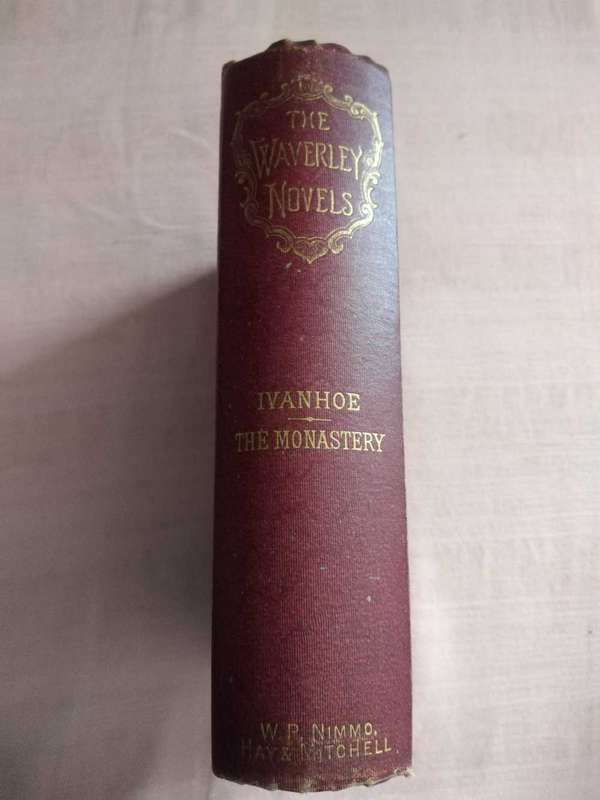 THE
WAVERLEY
NOVELS
IVANHOE
THE MONASTERY
W. P. NIMMO,
HAY & MITCHELL.